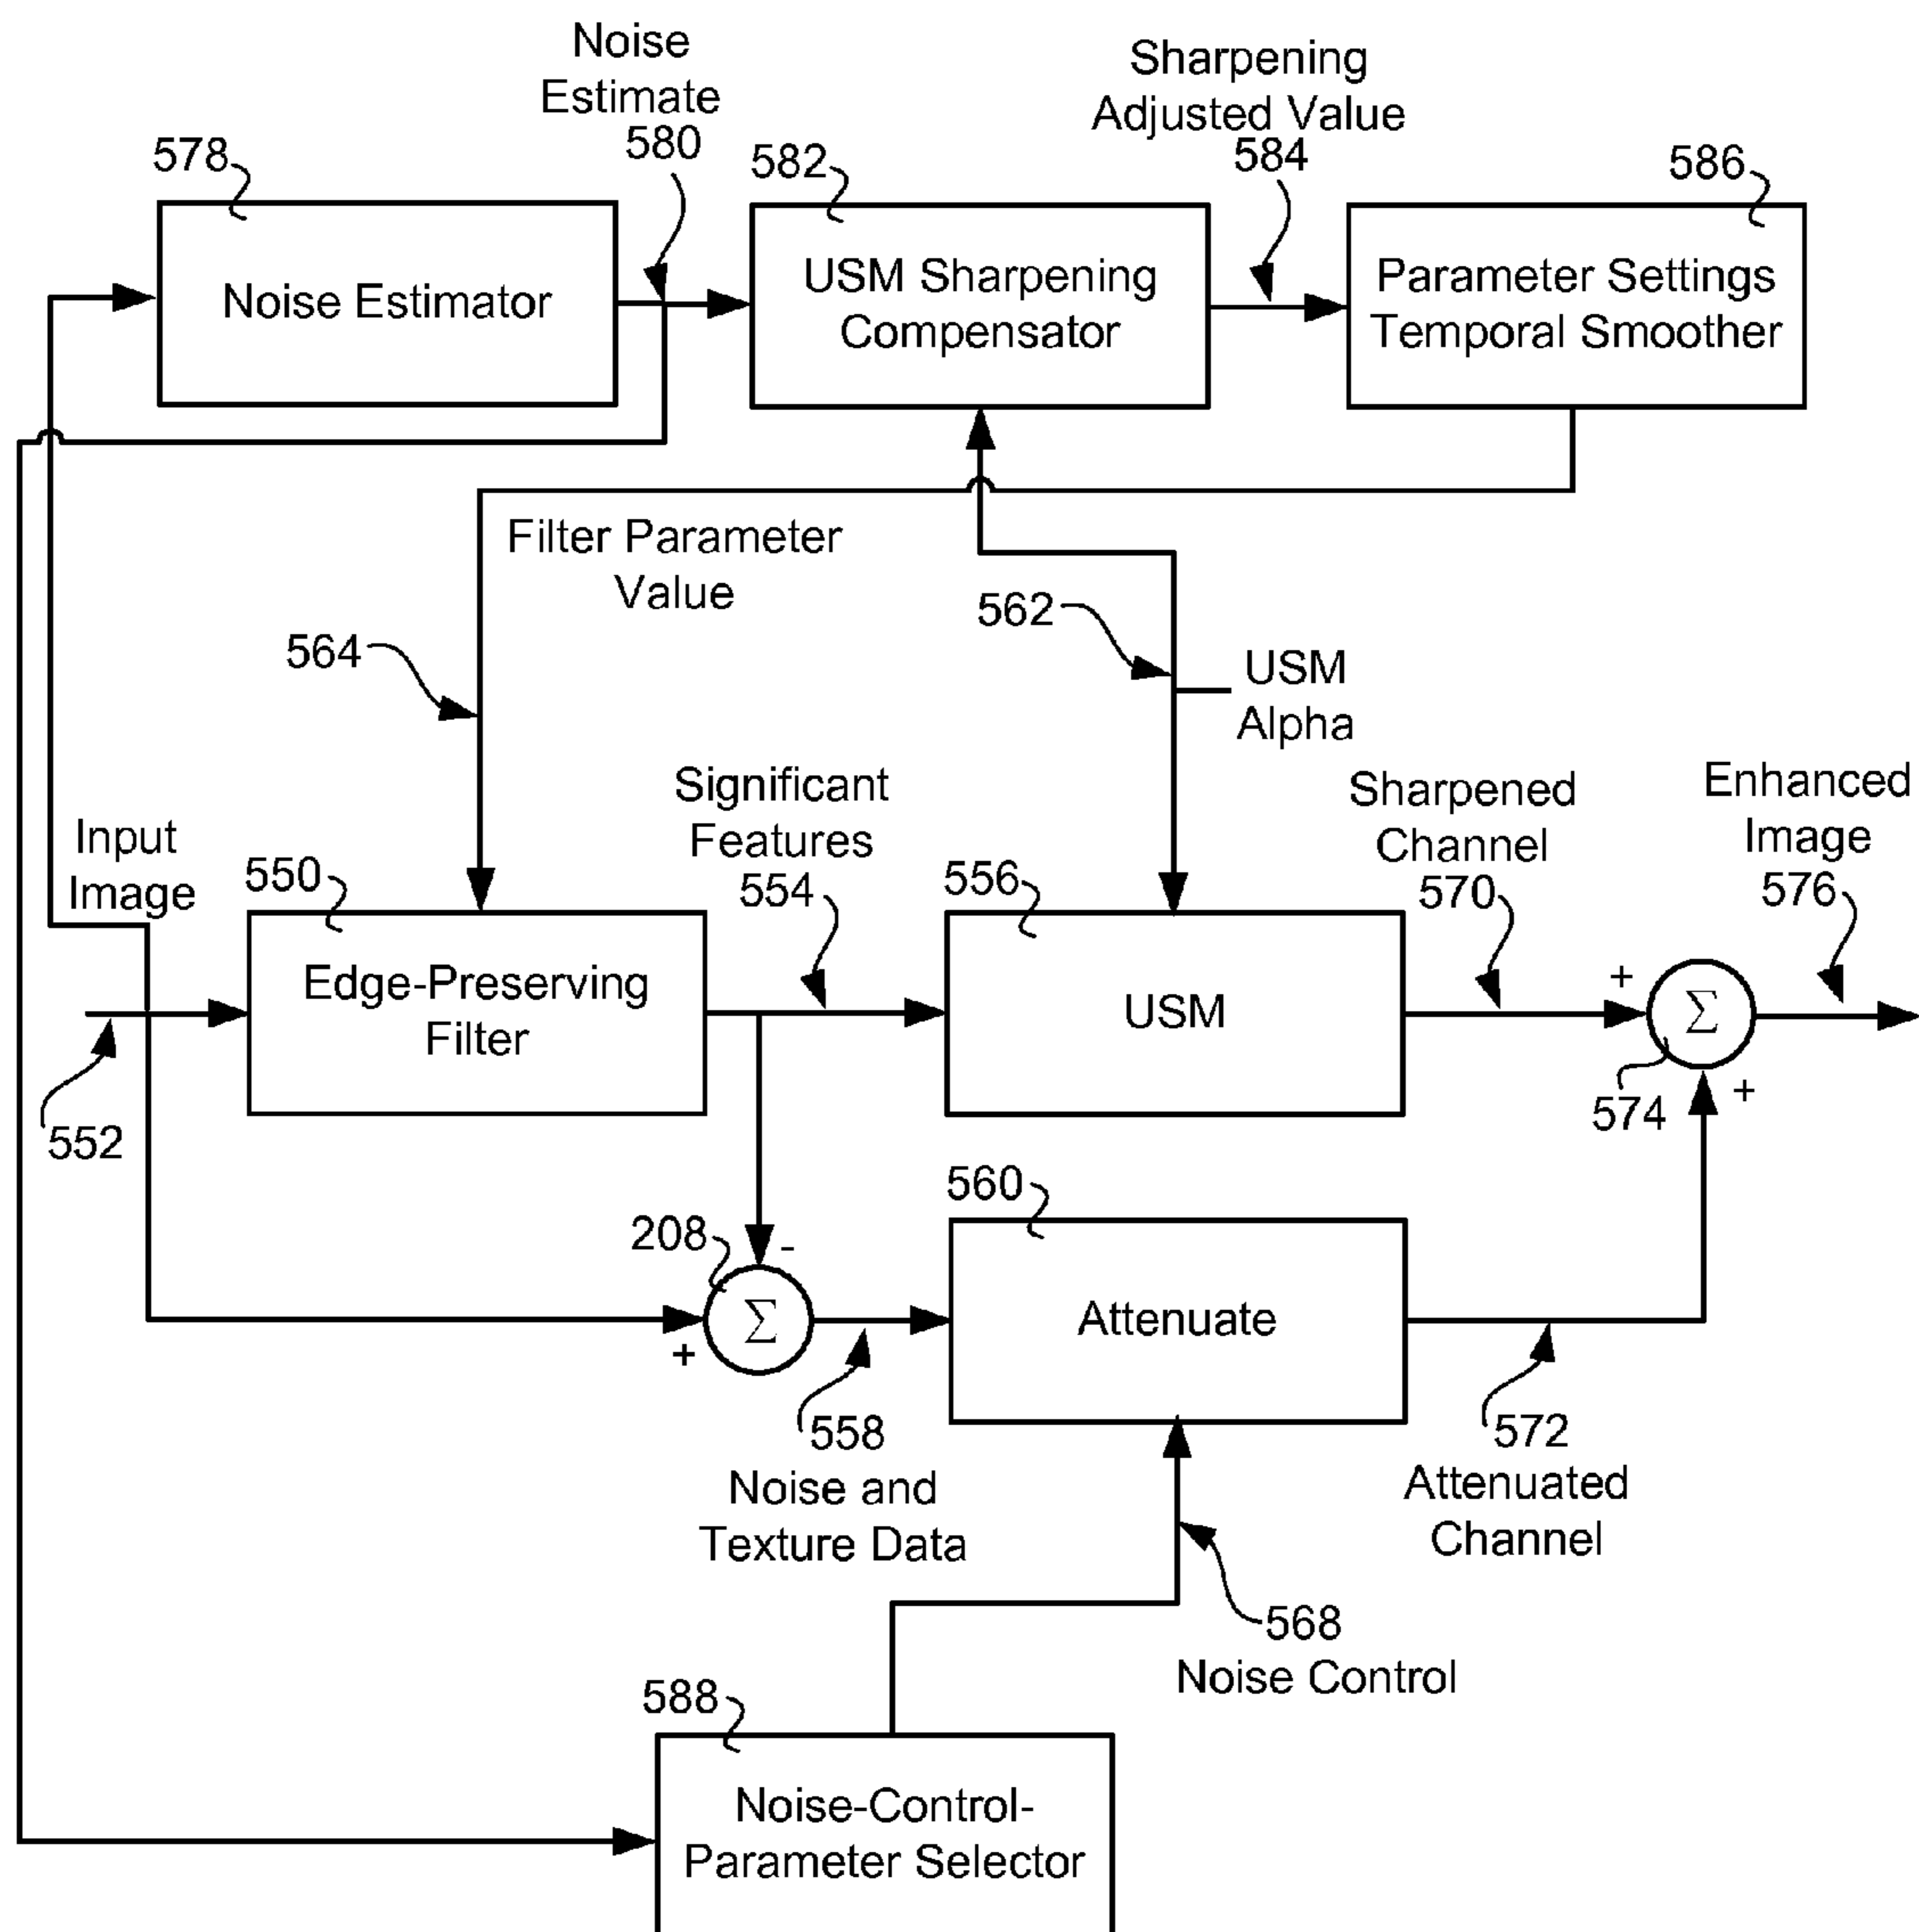 Noise
Estimate
580
Sharpening
Adjusted Value
584
578
582
586
Noise Estimator
USM Sharpening
Compensator
Parameter Settings
Temporal Smoother
Filter Parameter
Value
564
562
USM
Alpha
Input
Image
550
Significant
Features
554
556
Sharpened
Channel
570
Enhanced
Image
576
Edge-Preserving
Filter
USM
+
Σ
574
+
552
560
208
-
Σ
+
Attenuate
558
Noise and
Texture Data
572
Attenuated
Channel
568
Noise Control
588
Noise-Control-
Parameter Selector